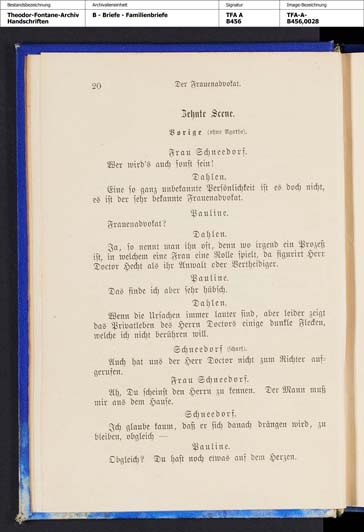 Bestandsbezeichnung
Archivalieneinheit
Signatur
Image-Bezeichnung
Theodor-Fontane-Archiv
Handschriften
B - Briefe - Familienbriefe
TFA A
B456
TFA-A-
B456,0028
20
Der Frauenadvokat.
Zehnte Scene.
Vorige (ohne Agathe).
Frau Schneedorf.
Wer wird's auch sonst sein!
Dahlen.
Eine so ganz unbekannte Persönlichkeit ist es doch nicht,
es ist der sehr bekannte Frauenadvokat.
Pauline.
Frauenadvokat?
Dahlen.
Ja, so nennt man ihn oft, denn wo irgend ein Prozeß
ist, in welchem eine Frau eine Rolle spielt, da figurirt Herr
Doctor Hecht als ihr Anwalt oder Vertheidiger.
Pauline.
Das finde ich aber sehr hübsch.
Dahlen.
Wenn die Ursachen immer lauter sind, aber leider zeigt
das Privatleben des Herrn Doctors einige dunkle Flecken,
welche ich nicht berühren will.
Schneedorf (scharf).
Auch hat uns der Herr Doctor nicht zum Richter auf-
gerufen.
Frau Schneedorf.
Ah, Du scheinst den Herrn zu kennen. Der Mann muß
mir aus dem Hause.
Schneedorf.
Ich glaube kaum, daß er sich danach drängen wird, zu
bleiben, obgleich —
Pauline.
Obgleich? Du hast noch etwas auf dem Herzen.